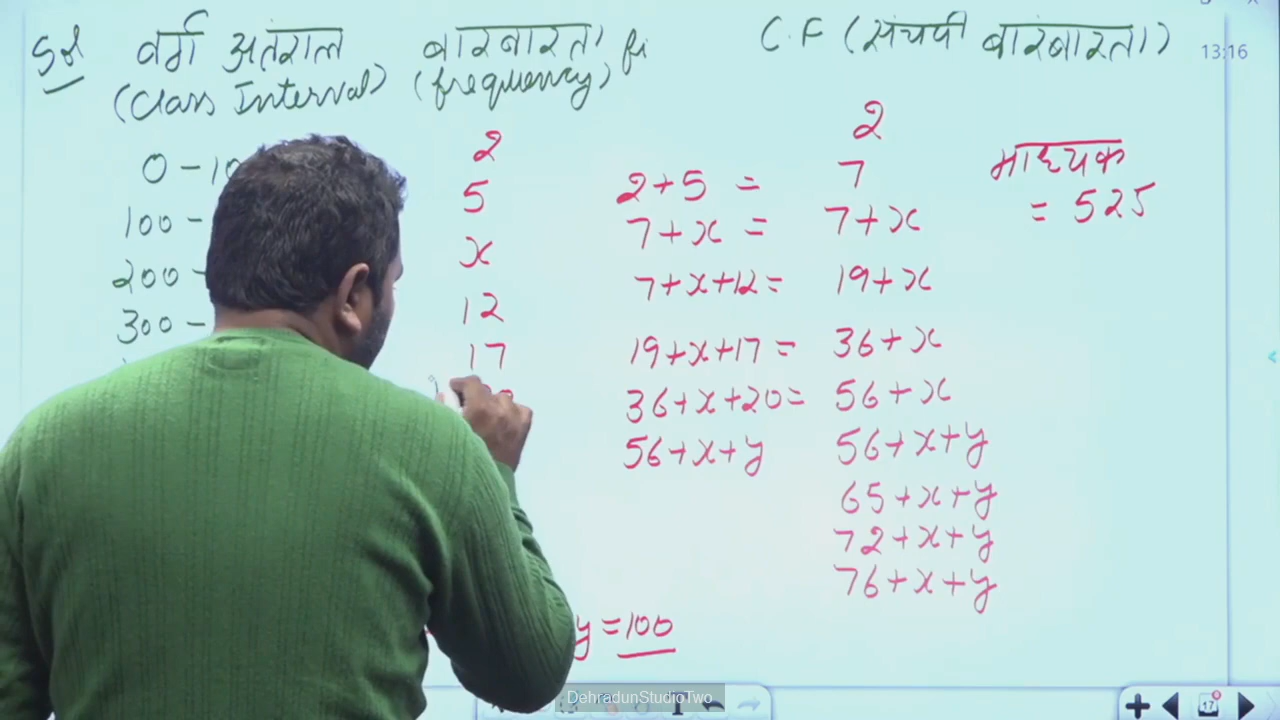 वर्ग अंतराल बारंबारता fi C.F (संचयी बारंबारता)
(Class Interval) (frequency)
13:16
0 - 10
2
2
माध्यक
= 525
100 -
5
2+5 =
7
200 -
x
7+x =
7+x
300 -
12
7+x+12=
19+x
17
19+x+17=
36+x
36+x+20=
56+x
56+x+y
56+x+y
65+x+y
72+x+y
76+x+y
y = 100
DehradunStudioTwo
T
17